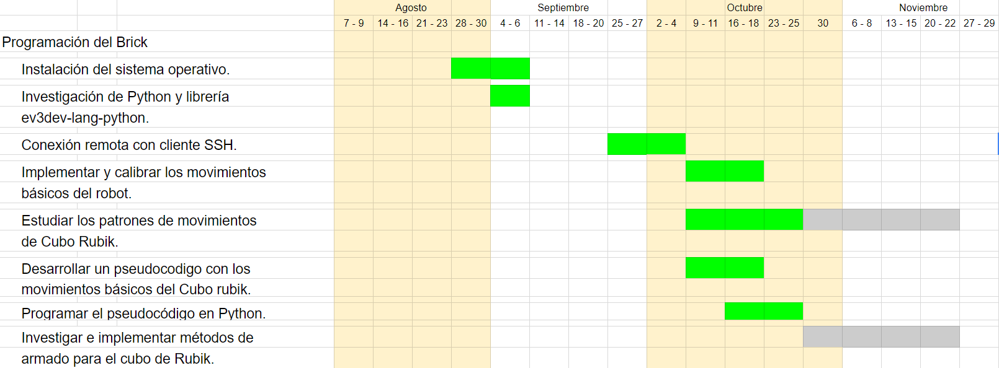 Agosto Septiembre Octubre Noviembre
7 - 9 14 - 16 21 - 23 28 - 30 4 - 6 11 - 14 18 - 20 25 - 27 2 - 4 9 - 11 16 - 18 23 - 25 30 6 - 8 13 - 15 20 - 22 27 - 29
Programación del Brick
Instalación del sistema operativo.
Investigación de Python y librería
ev3dev-lang-python.
Conexión remota con cliente SSH.
Implementar y calibrar los movimientos
básicos del robot.
Estudiar los patrones de movimientos
de Cubo Rubik.
Desarrollar un pseudocodigo con los
movimientos básicos del Cubo rubik.
Programar el pseudocódigo en Python.
Investigar e implementar métodos de
armado para el cubo de Rubik.